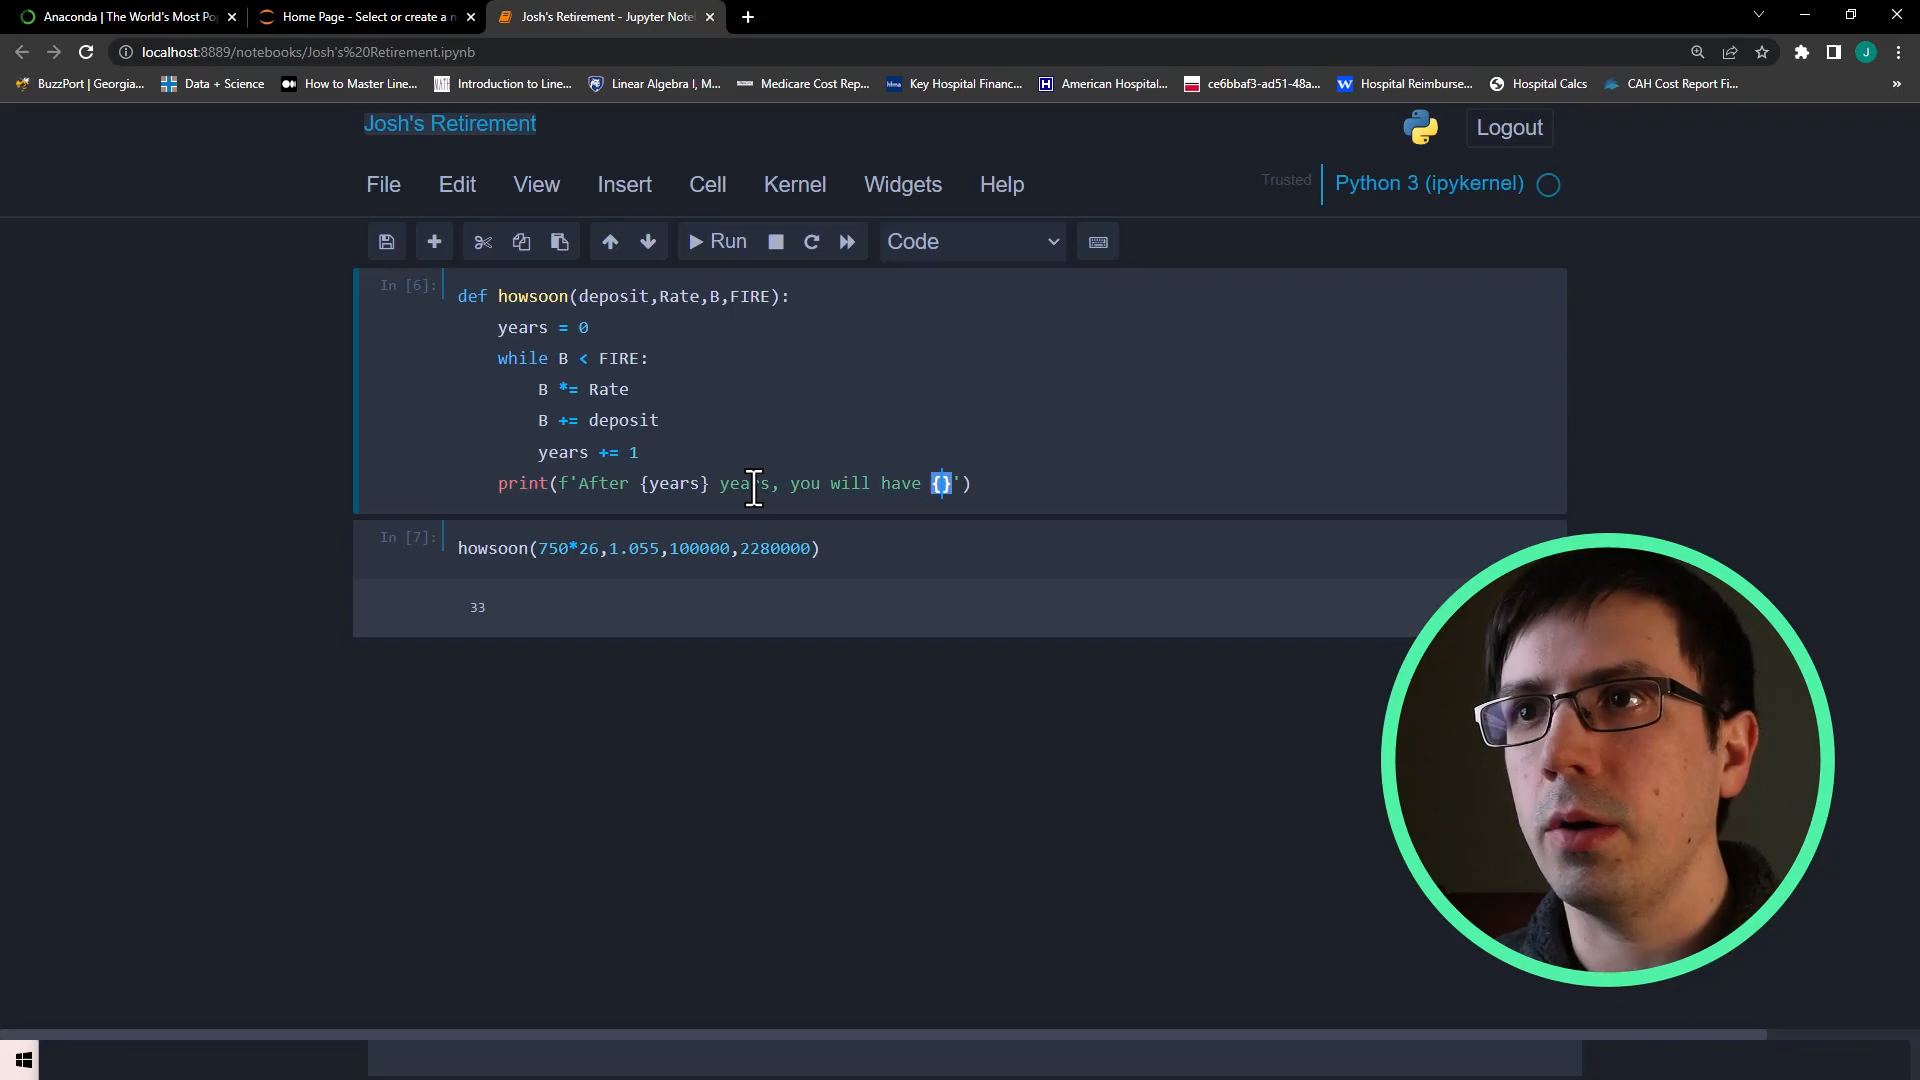 Anaconda | The World's Most Po
Home Page - Select or create a n
Josh's Retirement - Jupyter Note
localhost:8889/notebooks/Josh's%20Retirement.ipynb
J
BuzzPort | Georgia...
Data + Science
How to Master Line...
Introduction to Line...
Linear Algebra I, M...
Medicare Cost Rep...
Key Hospital Financ...
American Hospital...
ce6bbaf3-ad51-48a...
Hospital Reimburse...
Hospital Calcs
CAH Cost Report Fi...
Josh's Retirement
Logout
File Edit View Insert Cell Kernel Widgets Help
Trusted
Python 3 (ipykernel)
Run
Code
In [6]:
def howsoon(deposit,Rate,B,FIRE):
years = 0
while B < FIRE:
B *= Rate
B += deposit
years += 1
print(f'After {years} years, you will have {}')
In [7]:
howsoon(750*26,1.055,100000,2280000)
33